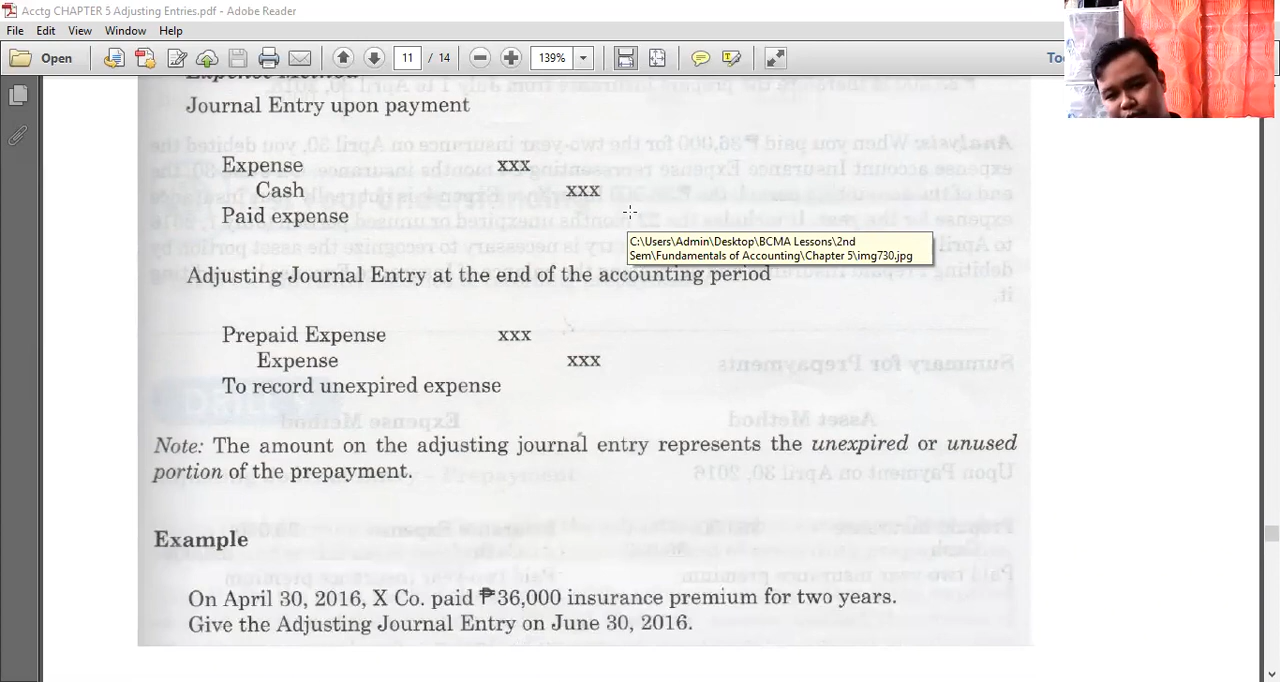 Acctg CHAPTER 5 Adjusting Entries.pdf - Adobe Reader
File Edit View Window Help
Open 11 / 14 139%
Expense method
Journal Entry upon payment
Expense xxx
Cash xxx
Paid expense
C:\Users\Admin\Desktop\BCMA Lessons\2nd
Sem\Fundamentals of Accounting\Chapter 5\img730.jpg
Adjusting Journal Entry at the end of the accounting period
Prepaid Expense xxx
Expense xxx
To record unexpired expense
Note: The amount on the adjusting journal entry represents the unexpired or unused
portion of the prepayment.
Example
On April 30, 2016, X Co. paid ₱36,000 insurance premium for two years.
Give the Adjusting Journal Entry on June 30, 2016.